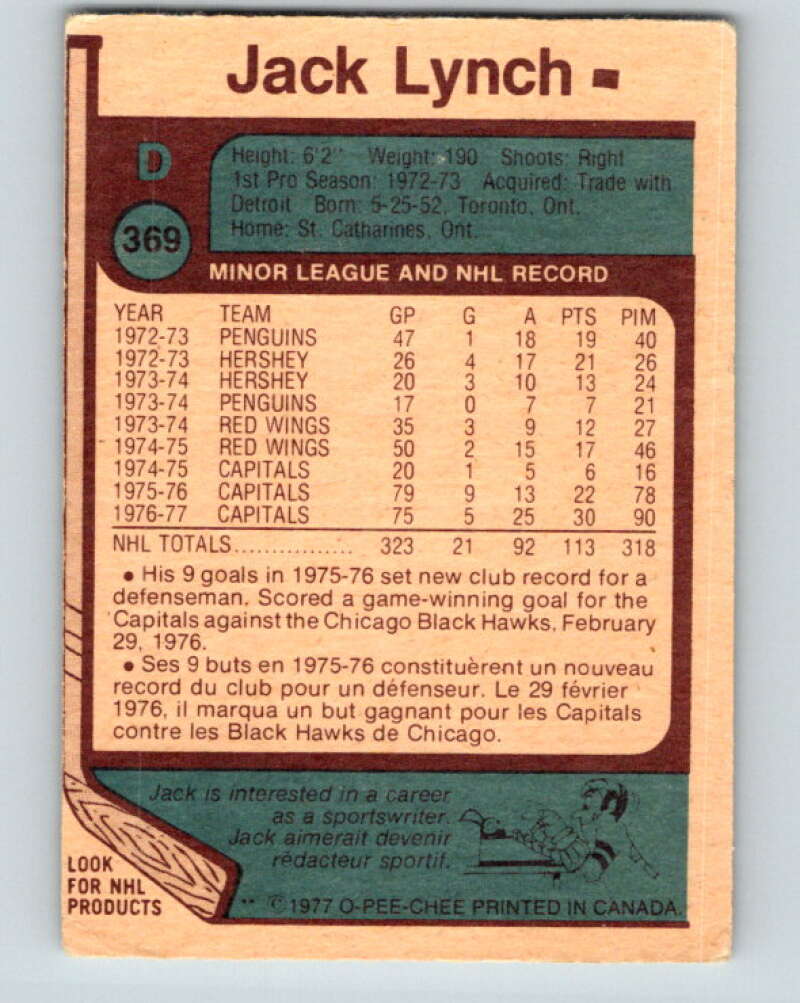 Jack Lynch
D
369
Height: 6'2" Weight: 190 Shoots: Right
1st Pro Season: 1972-73 Acquired: Trade with
Detroit Born: 5-25-52, Toronto, Ont.
Home: St. Catharines, Ont.
MINOR LEAGUE AND NHL RECORD
YEAR TEAM GP G A PTS PIM
1972-73 PENGUINS 47 1 18 19 40
1972-73 HERSHEY 26 4 17 21 26
1973-74 HERSHEY 20 3 10 13 24
1973-74 PENGUINS 17 0 7 7 21
1973-74 RED WINGS 35 3 9 12 27
1974-75 RED WINGS 50 2 15 17 46
1974-75 CAPITALS 20 1 5 6 16
1975-76 CAPITALS 79 9 13 22 78
1976-77 CAPITALS 75 5 25 30 90
NHL TOTALS................ 323 21 92 113 318
• His 9 goals in 1975-76 set new club record for a
defenseman. Scored a game-winning goal for the
Capitals against the Chicago Black Hawks, February
29, 1976.
• Ses 9 buts en 1975-76 constituèrent un nouveau
record du club pour un défenseur. Le 29 février
1976, il marqua un but gagnant pour les Capitals
contre les Black Hawks de Chicago.
Jack is interested in a career
as a sportswriter.
Jack aimerait devenir
rédacteur sportif.
LOOK
FOR NHL
PRODUCTS
** © 1977 O-PEE-CHEE PRINTED IN CANADA.